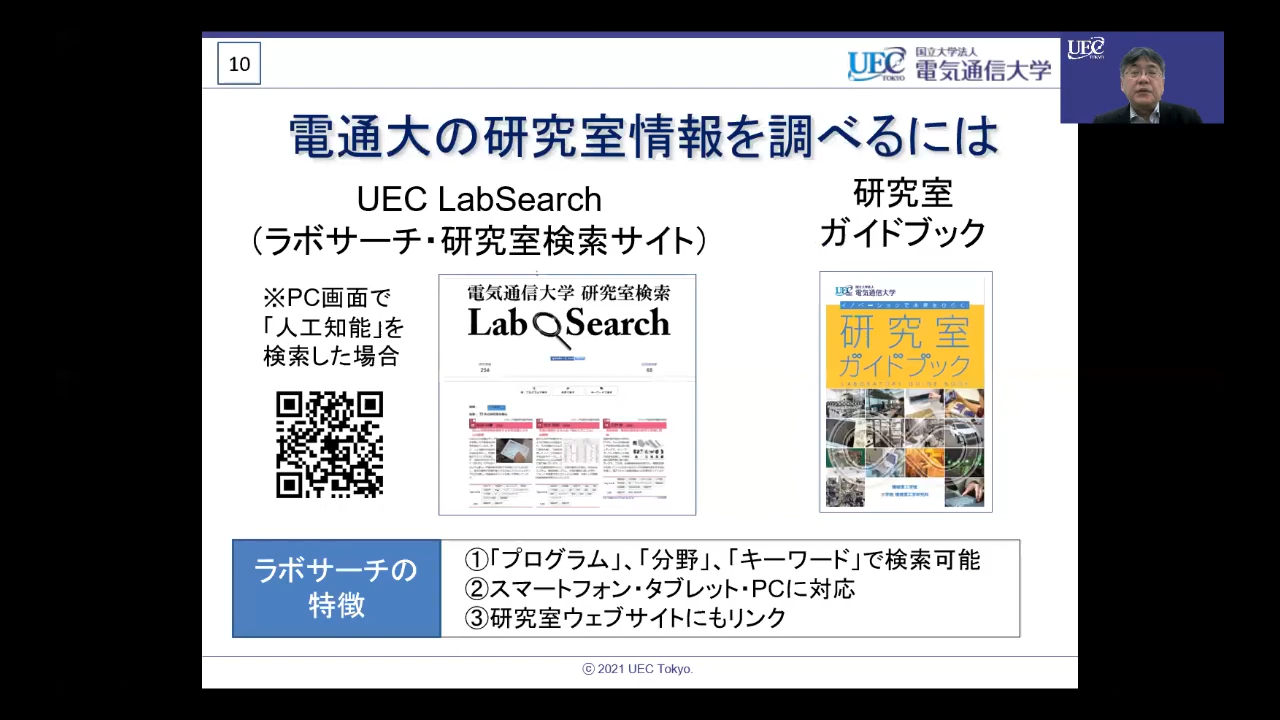 10
UEC
TOKYO
国立大学法人
電気通信大学
UEC
TOKYO
電通大の研究室情報を調べるには
UEC LabSearch
（ラボサーチ・研究室検索サイト）
研究室
ガイドブック
※PC画面で
「人工知能」を
検索した場合
電気通信大学 研究室検索
Lab Search
254
UEC
電気通信大学
研究室
ガイドブック
ラボサーチの
特徴
①「プログラム」、「分野」、「キーワード」で検索可能
②スマートフォン・タブレット・PCに対応
③研究室ウェブサイトにもリンク
ⓒ 2021 UEC Tokyo.